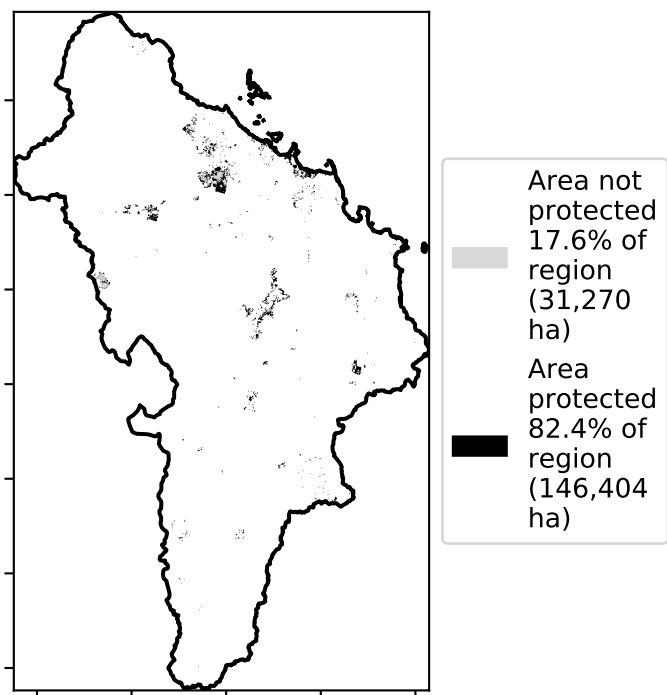 Area not
protected
17.6% of
region
(31,270
ha)
Area
protected
82.4% of
region
(146,404
ha)